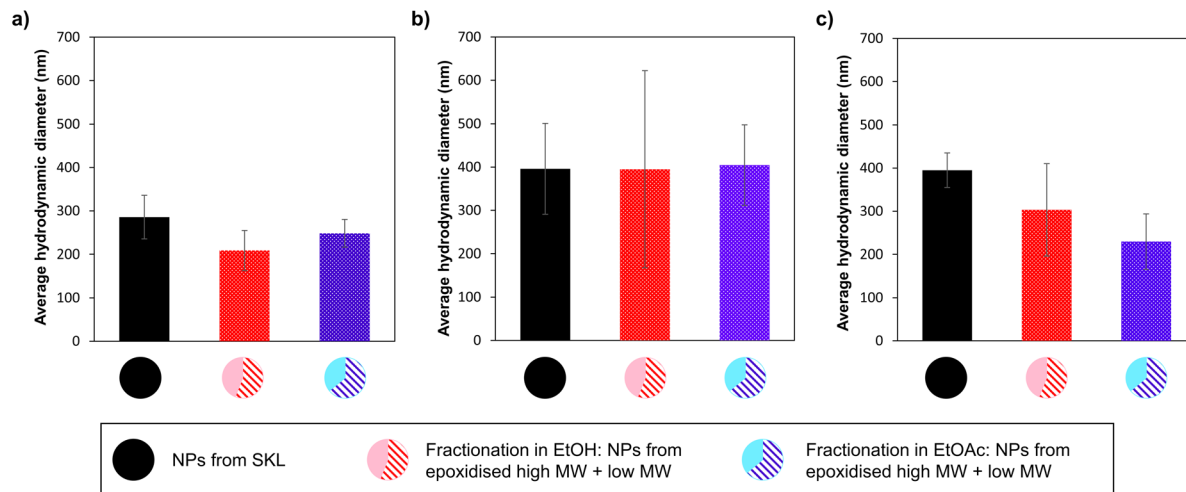 a)
Average hydrodynamic diameter (nm)
700
600
500
400
300
200
100
0
b)
Average hydrodynamic diameter (nm)
700
600
500
400
300
200
100
0
c)
Average hydrodynamic diameter (nm)
700
600
500
400
300
200
100
0
NPs from SKL
Fractionation in EtOH: NPs from
epoxidised high MW + low MW
Fractionation in EtOAc: NPs from
epoxidised high MW + low MW